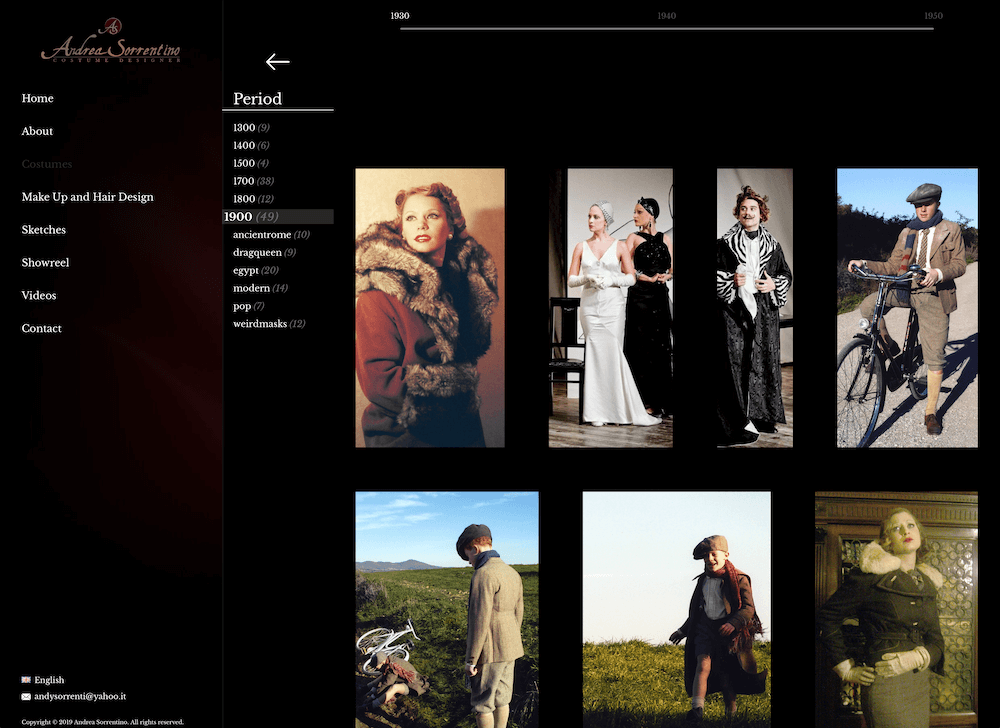 As
Andrea Sorrentino
COSTUME DESIGNER
Home
About
Costumes
Make Up and Hair Design
Sketches
Showreel
Videos
Contact
English
andysorrenti@yahoo.it
Copyright © 2019 Andrea Sorrentino. All rights reserved.
Period
1300 (9)
1400 (6)
1500 (4)
1700 (38)
1800 (12)
1900 (49)
ancientrome (10)
dragqueen (9)
egypt (20)
modern (14)
pop (7)
weirdmasks (12)
1930 1940 1950